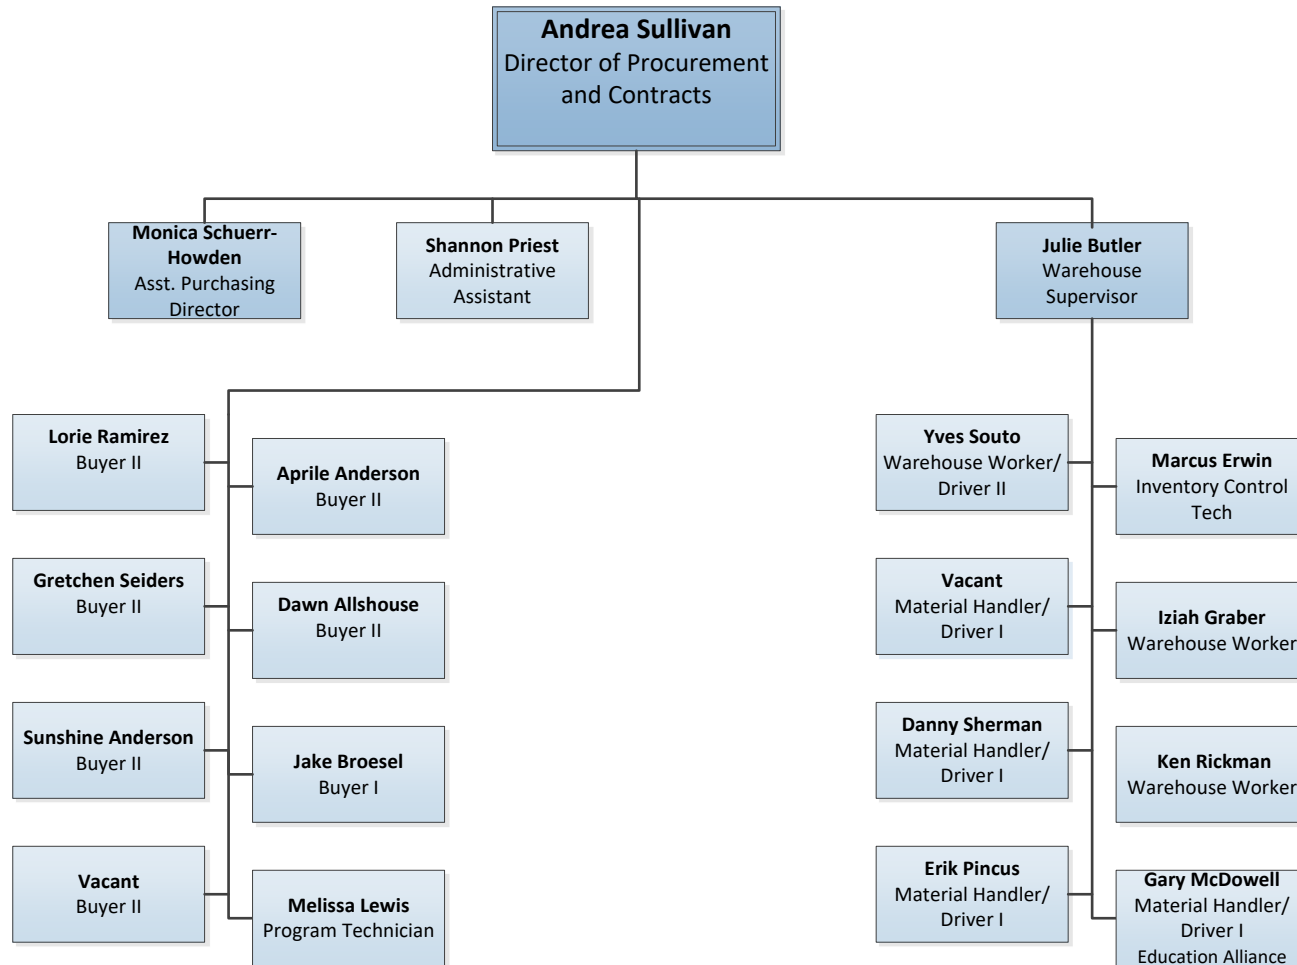 Andrea Sullivan
Director of Procurement
and Contracts
Monica Schuerr-
Howden
Asst. Purchasing
Director
Shannon Priest
Administrative
Assistant
Julie Butler
Warehouse
Supervisor
Lorie Ramirez
Buyer II
Aprile Anderson
Buyer II
Gretchen Seiders
Buyer II
Dawn Allshouse
Buyer II
Sunshine Anderson
Buyer II
Jake Broesel
Buyer I
Vacant
Buyer II
Melissa Lewis
Program Technician
Yves Souto
Warehouse Worker/
Driver II
Marcus Erwin
Inventory Control
Tech
Vacant
Material Handler/
Driver I
Iziah Graber
Warehouse Worker
Danny Sherman
Material Handler/
Driver I
Ken Rickman
Warehouse Worker
Erik Pincus
Material Handler/
Driver I
Gary McDowell
Material Handler/
Driver I
Education Alliance